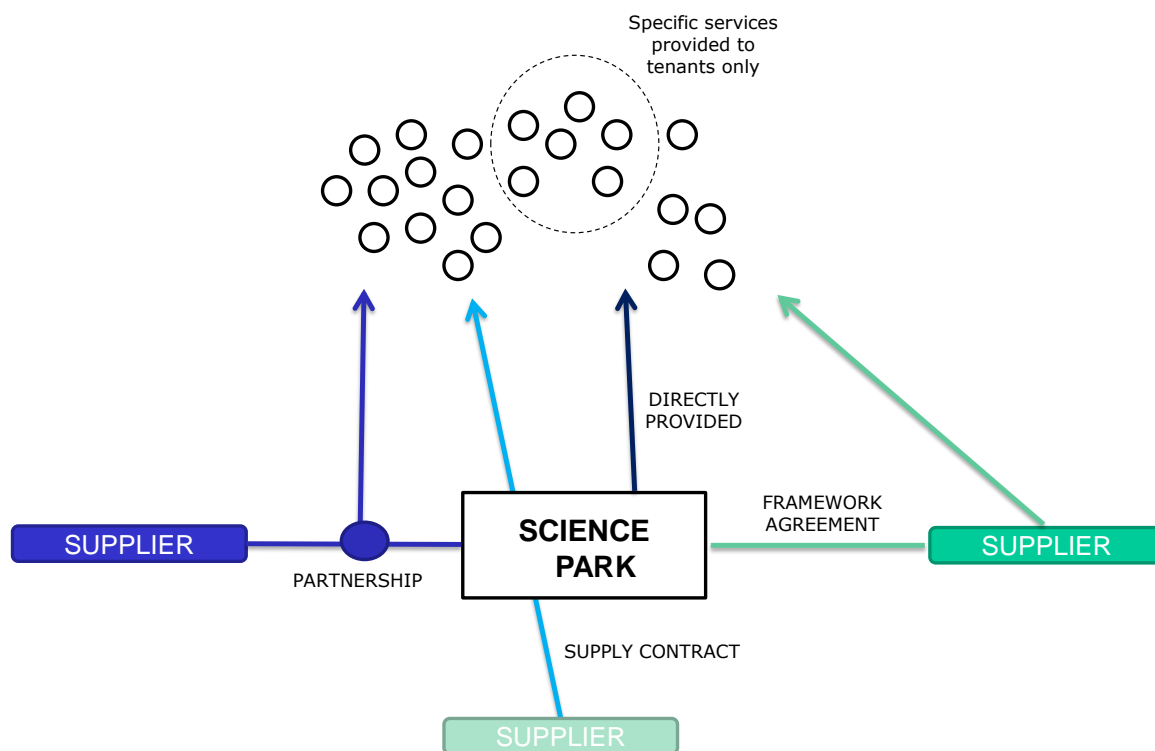 Specific services
provided to
tenants only
DIRECTLY
PROVIDED
FRAMEWORK
AGREEMENT
SUPPLIER
SCIENCE
PARK
SUPPLIER
PARTNERSHIP
SUPPLY CONTRACT
SUPPLIER